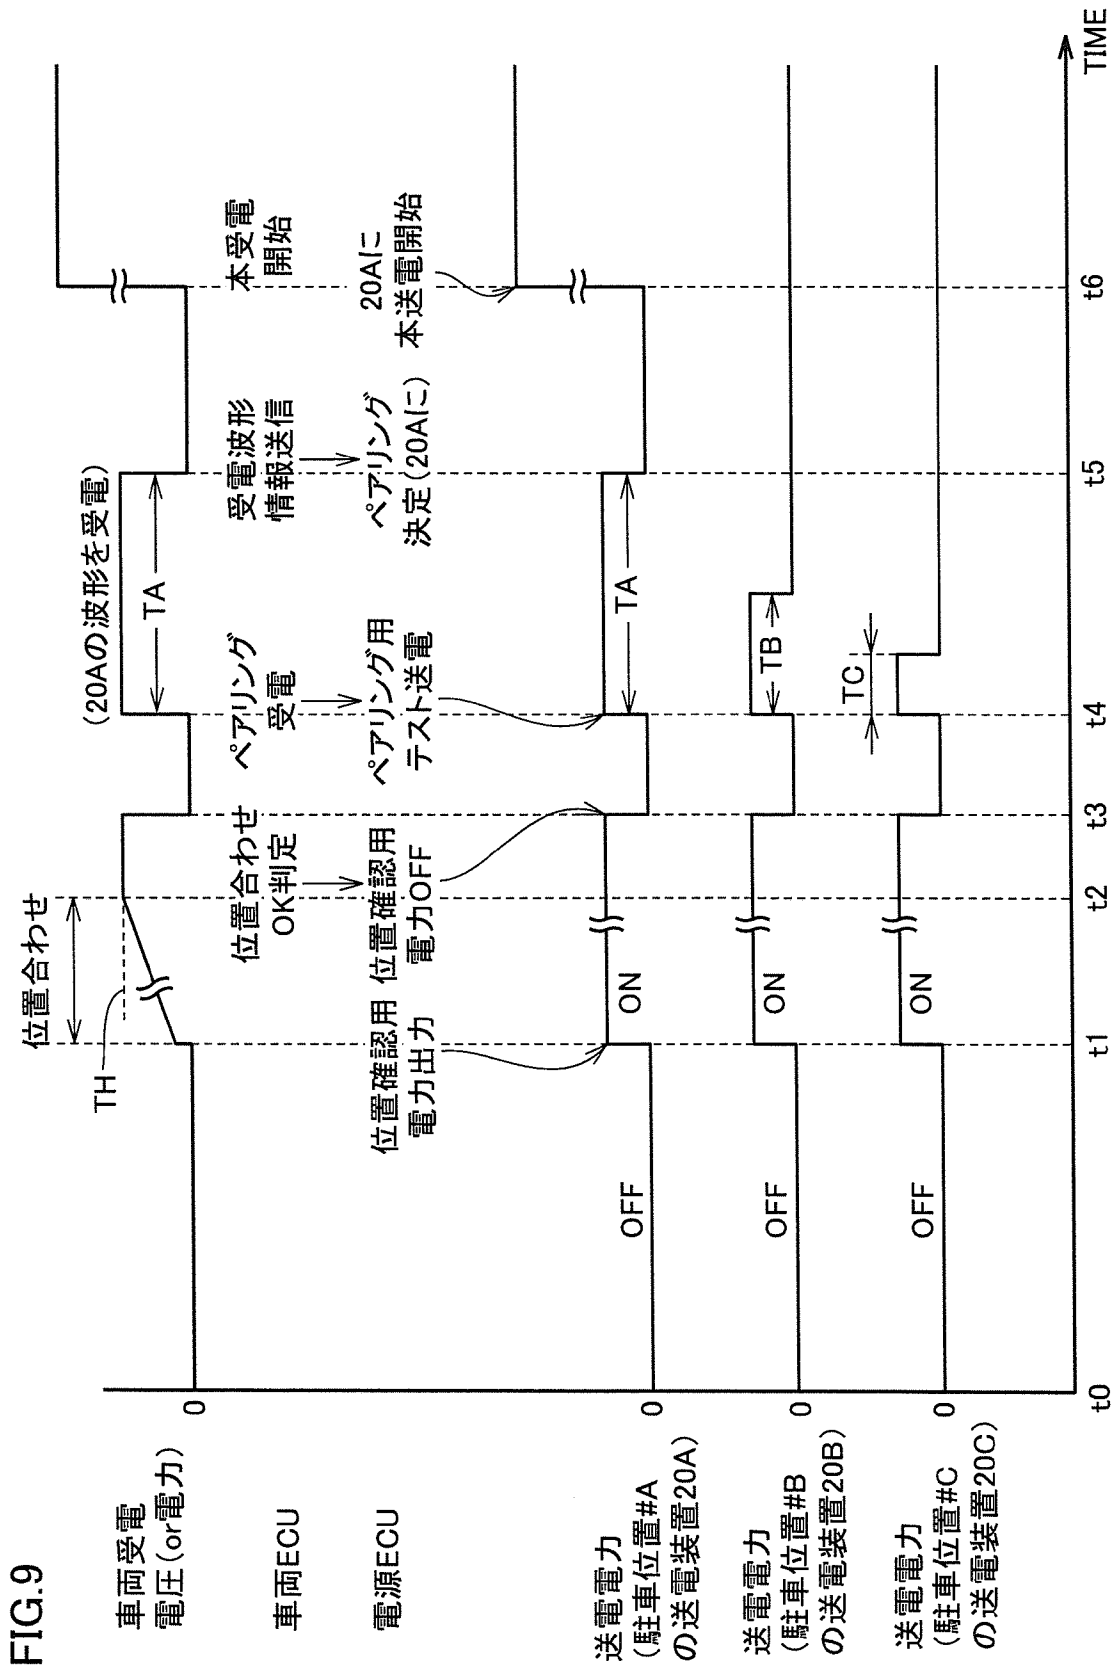 FIG.9
位置合わせ
TH
(20Aの波形を受電)
TA
車両受電
電圧(or電力)
0
車両ECU
位置合わせ
OK判定
ペアリング
受電
受電波形
情報送信
本受電
開始
電源ECU
位置確認用
電力出力
位置確認用
電力OFF
ペアリング用
テスト送電
ペアリング
決定(20Aに)
20Aに
本送電開始
送電電力
(駐車位置#A
の送電装置20A)
0
OFF
ON
TA
送電電力
(駐車位置#B
の送電装置20B)
0
OFF
ON
TB
送電電力
(駐車位置#C
の送電装置20C)
0
OFF
ON
TC
t0
t1
t2
t3
t4
t5
t6
TIME